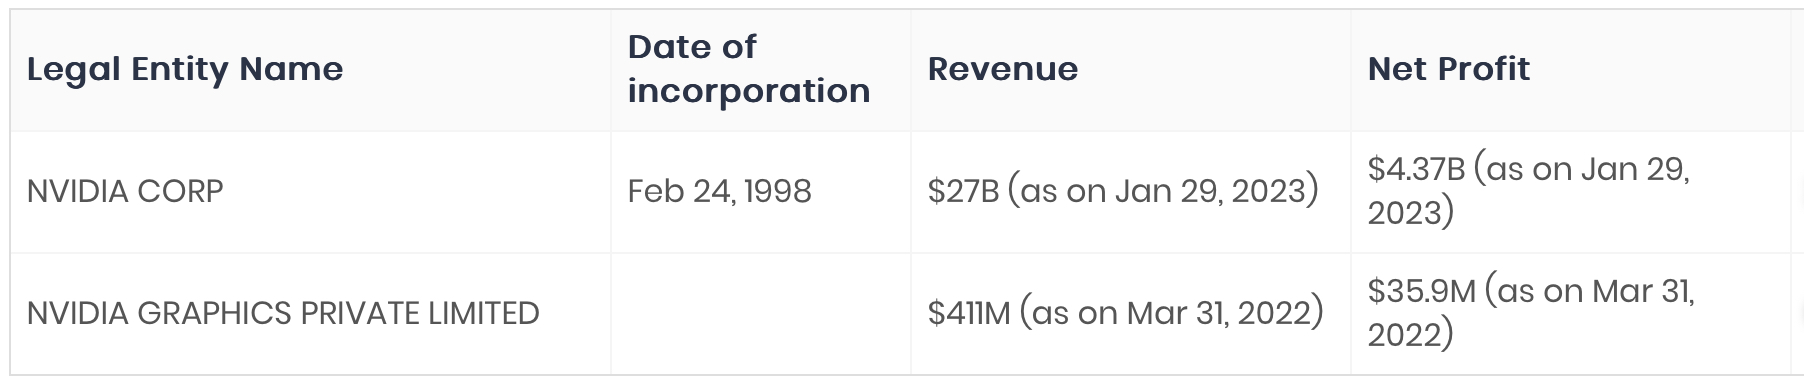 Legal Entity Name
Date of
incorporation
Revenue
Net Profit
NVIDIA CORP
Feb 24, 1998
$27B (as on Jan 29, 2023)
$4.37B (as on Jan 29,
2023)
NVIDIA GRAPHICS PRIVATE LIMITED
$411M (as on Mar 31, 2022)
$35.9M (as on Mar 31,
2022)